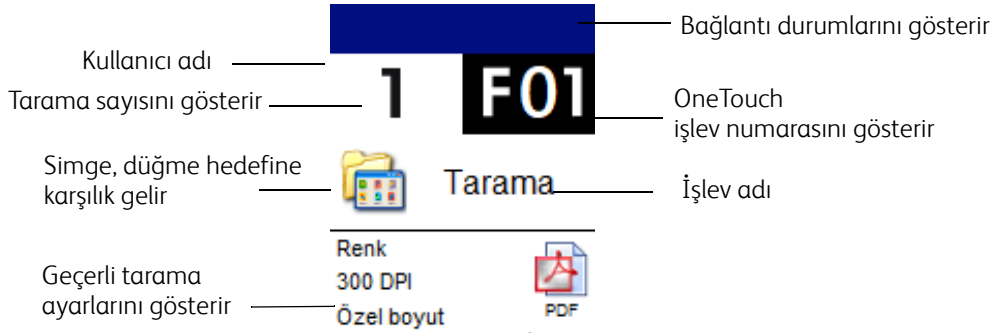 Bağlantı durumlarını gösterir
Kullanıcı adı
1
F01
Tarama sayısını gösterir
OneTouch
işlev numarasını gösterir
Simge, düğme hedefine
karşılık gelir
Tarama
İşlev adı
Renk
300 DPI
Özel boyut
PDF
Geçerli tarama
ayarlarını gösterir